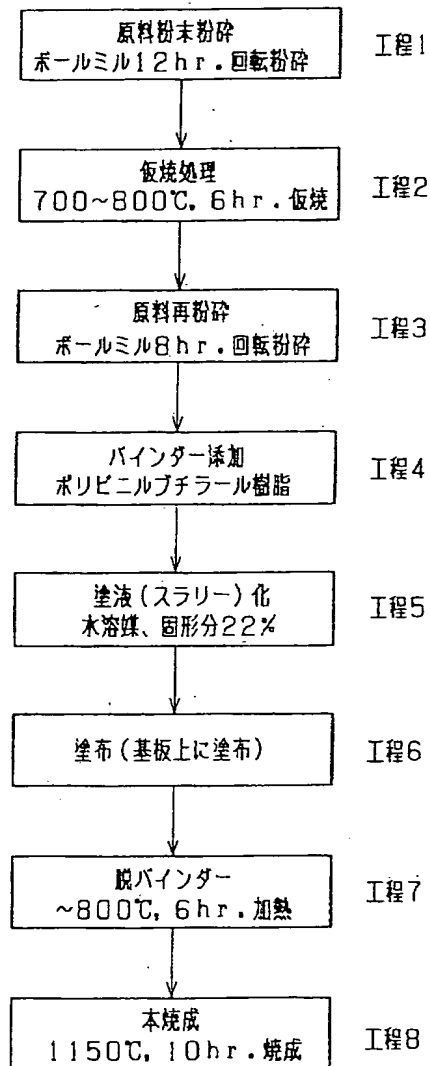 原料粉末粉砕
ボールミル12hr.回転粉砕
工程1
仮焼処理
700~800℃, 6hr.仮焼
工程2
原料再粉砕
ボールミル8hr.回転粉砕
工程3
バインダー添加
ポリビニルブチラール樹脂
工程4
塗液(スラリー)化
水溶媒、固形分22%
工程5
塗布(基板上に塗布)
工程6
脱バインダー
~800℃, 6hr.加熱
工程7
本焼成
1150℃, 10hr.焼成
工程8